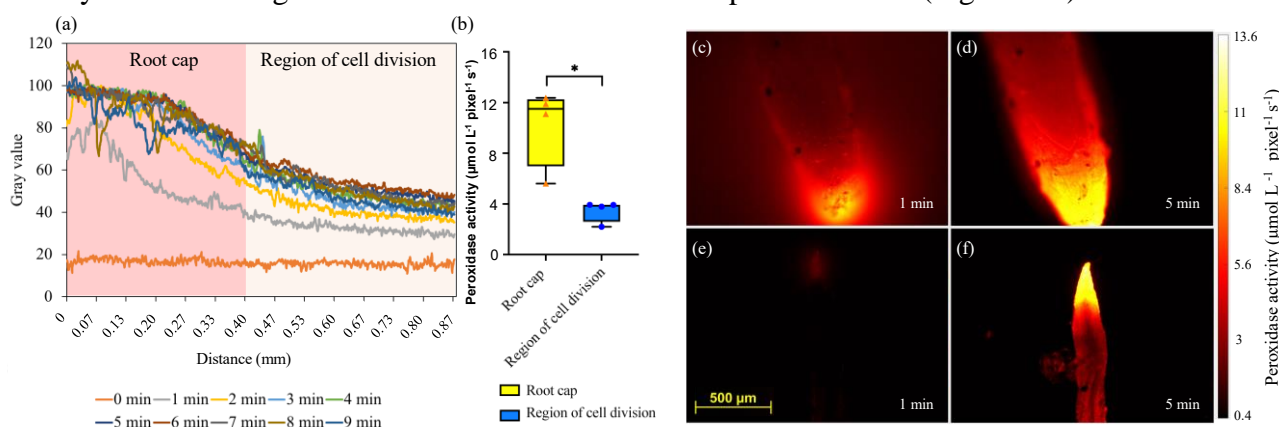 (a)
120
100
80
60
40
20
0
Gray value
Root cap
Region of cell division
0
0.07
0.13
0.20
0.27
0.33
0.40
0.47
0.53
0.60
0.67
0.73
0.80
0.87
Distance (mm)
0 min
1 min
2 min
3 min
4 min
5 min
6 min
7 min
8 min
9 min
(b)
16
12
8
4
0
Peroxidase activity (µmol L⁻¹ pixel⁻¹ s⁻¹)
*
Root cap
Region of cell division
Root cap
Region of cell division
(c)
1 min
(d)
5 min
(e)
500 µm
1 min
(f)
5 min
13.6
11
8.4
5.6
3
0.4
Peroxidase activity (µmol L⁻¹ pixel⁻¹ s⁻¹)